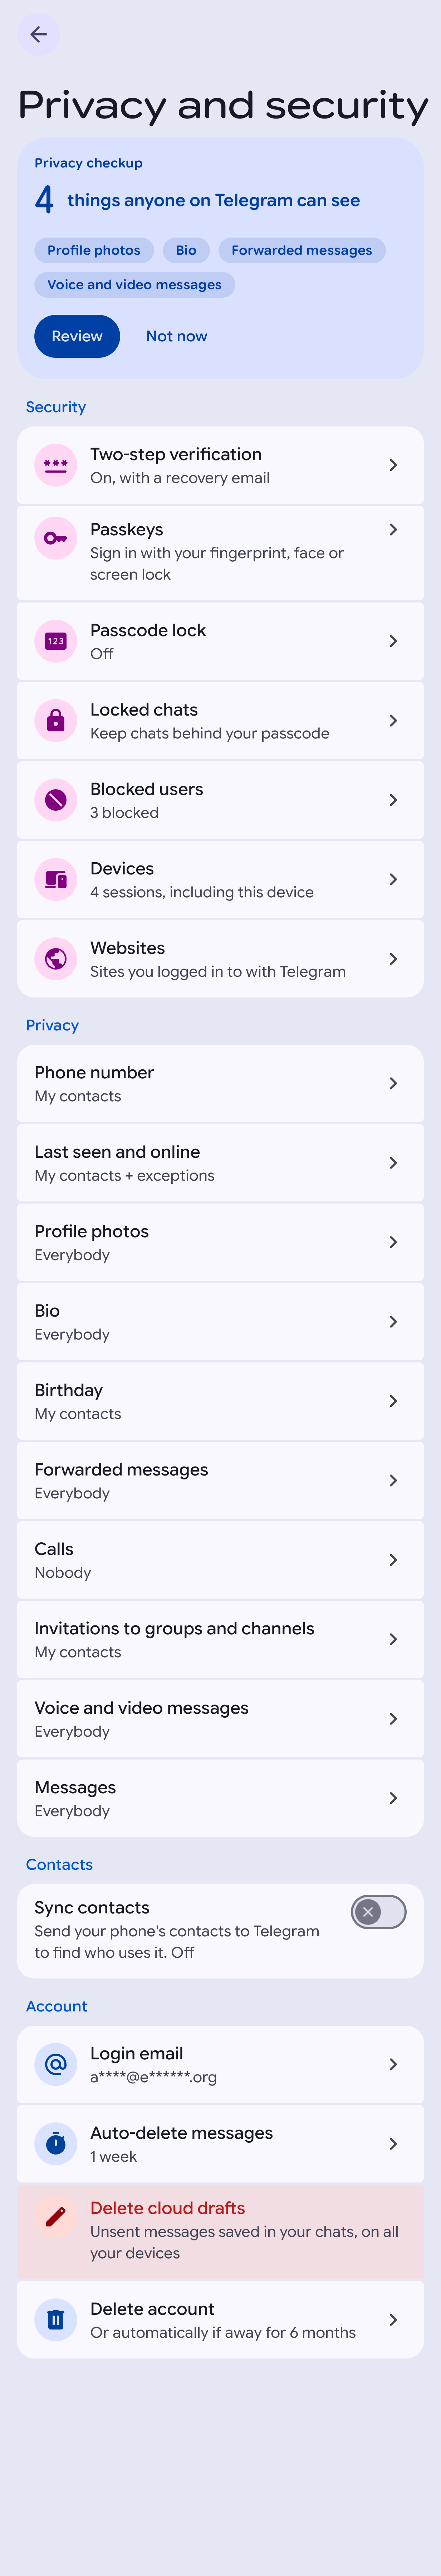 Privacy and security
Privacy checkup
4 things anyone on Telegram can see
Profile photos Bio Forwarded messages
Voice and video messages
Review Not now
Security
Two-step verification
On, with a recovery email
Passkeys
Sign in with your fingerprint, face or
screen lock
123
Passcode lock
Off
Locked chats
Keep chats behind your passcode
Blocked users
3 blocked
Devices
4 sessions, including this device
Websites
Sites you logged in to with Telegram
Privacy
Phone number
My contacts
Last seen and online
My contacts + exceptions
Profile photos
Everybody
Bio
Everybody
Birthday
My contacts
Forwarded messages
Everybody
Calls
Nobody
Invitations to groups and channels
My contacts
Voice and video messages
Everybody
Messages
Everybody
Contacts
Sync contacts
Send your phone's contacts to Telegram
to find who uses it. Off
Account
Login email
a****@e******.org
Auto-delete messages
1 week
Delete cloud drafts
Unsent messages saved in your chats, on all
your devices
Delete account
Or automatically if away for 6 months